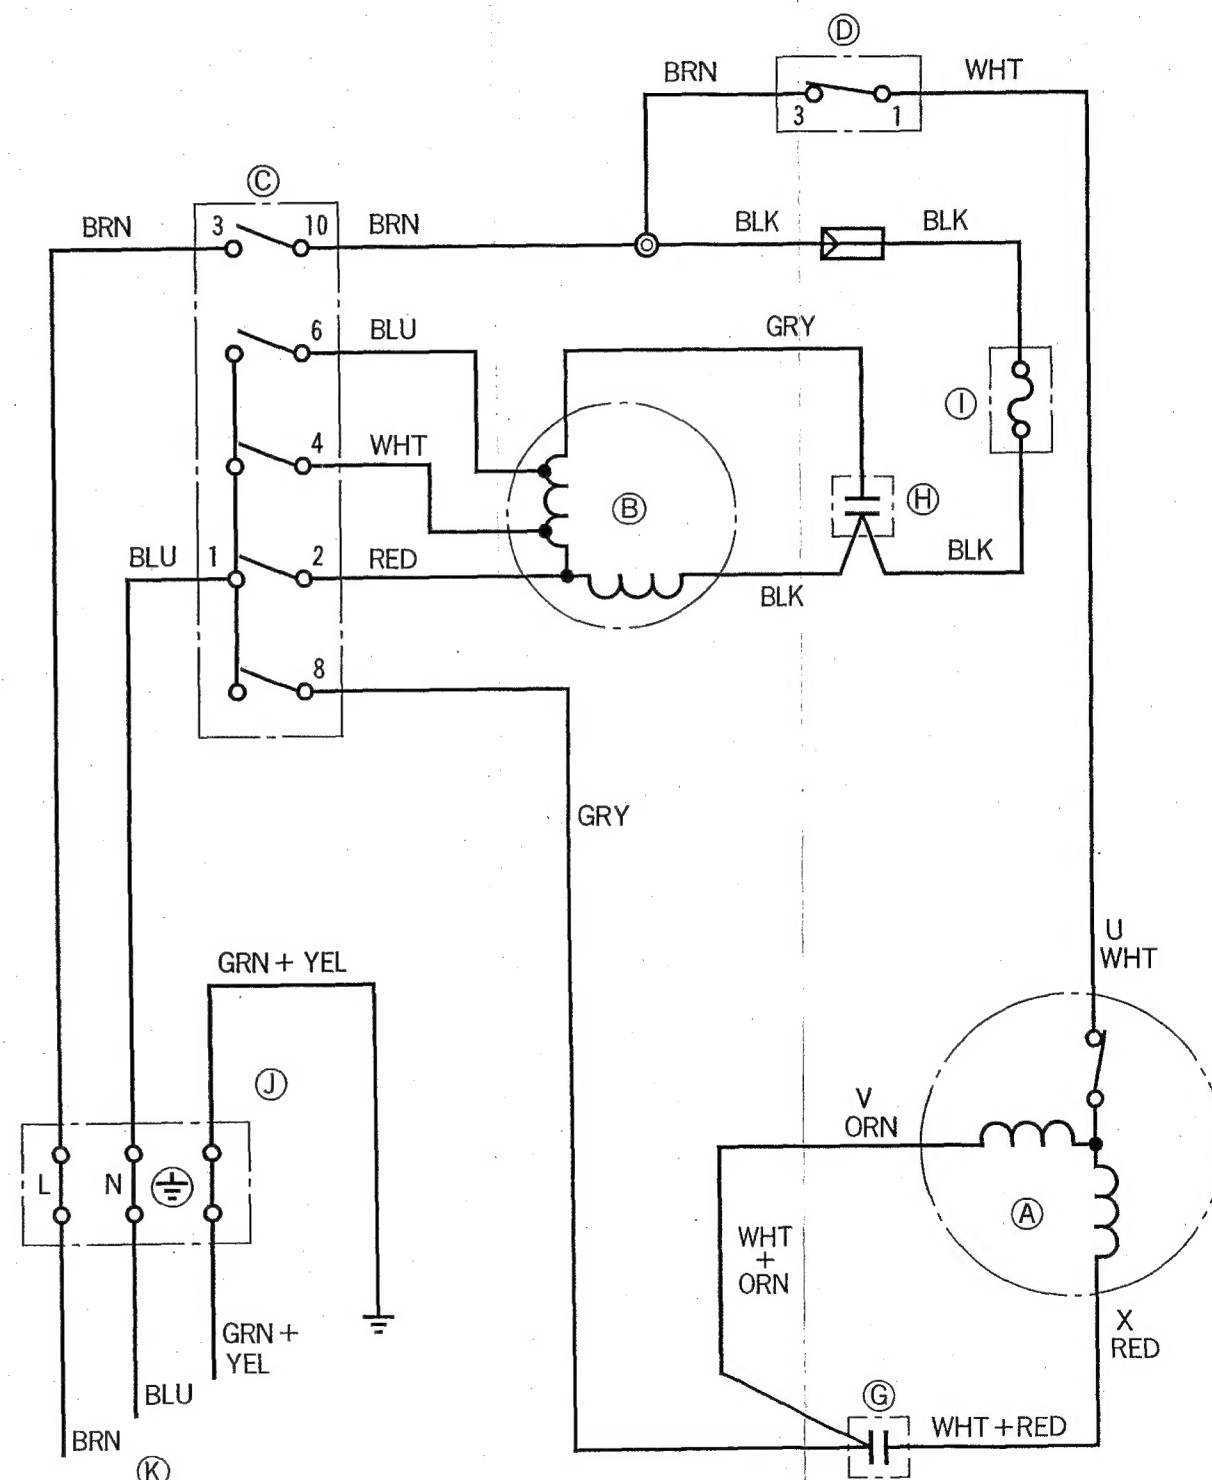 Ⓓ
BRN
WHT
3
1
Ⓒ
BRN
3
10
BRN
BLK
BLK
6
BLU
GRY
Ⓘ
4
WHT
Ⓑ
Ⓗ
BLU
1
2
RED
BLK
BLK
8
GRY
U
WHT
GRN + YEL
Ⓙ
V
ORN
L
N
Ⓐ
WHT
+
ORN
GRN +
YEL
X
RED
BLU
Ⓖ
WHT + RED
BRN
Ⓚ